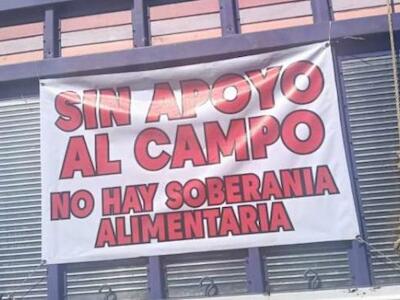 SIN APOYO
AL CAMPO
NO HAY SOBERANIA
ALIMENTARIA